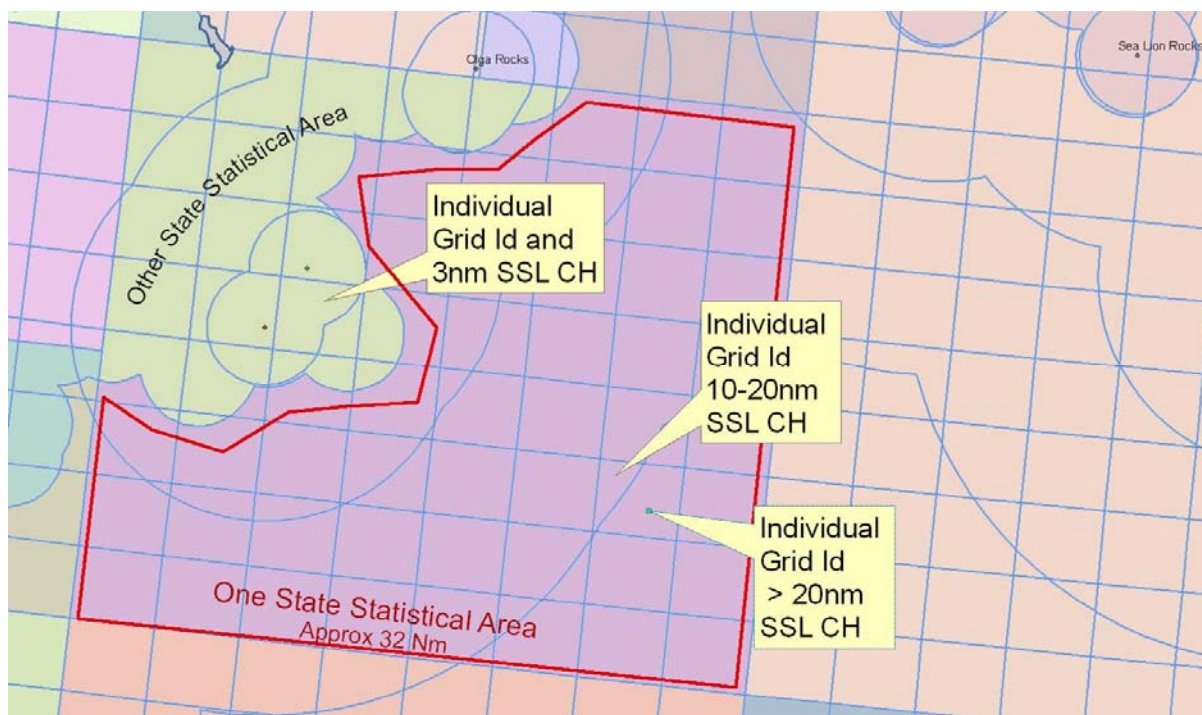 Olga Rocks
Sea Lion Rocks
Other State Statistical Area
Individual
Grid Id and
3nm SSL CH
Individual
Grid Id
10-20nm
SSL CH
Individual
Grid Id
> 20nm
SSL CH
One State Statistical Area
Approx 32 Nm